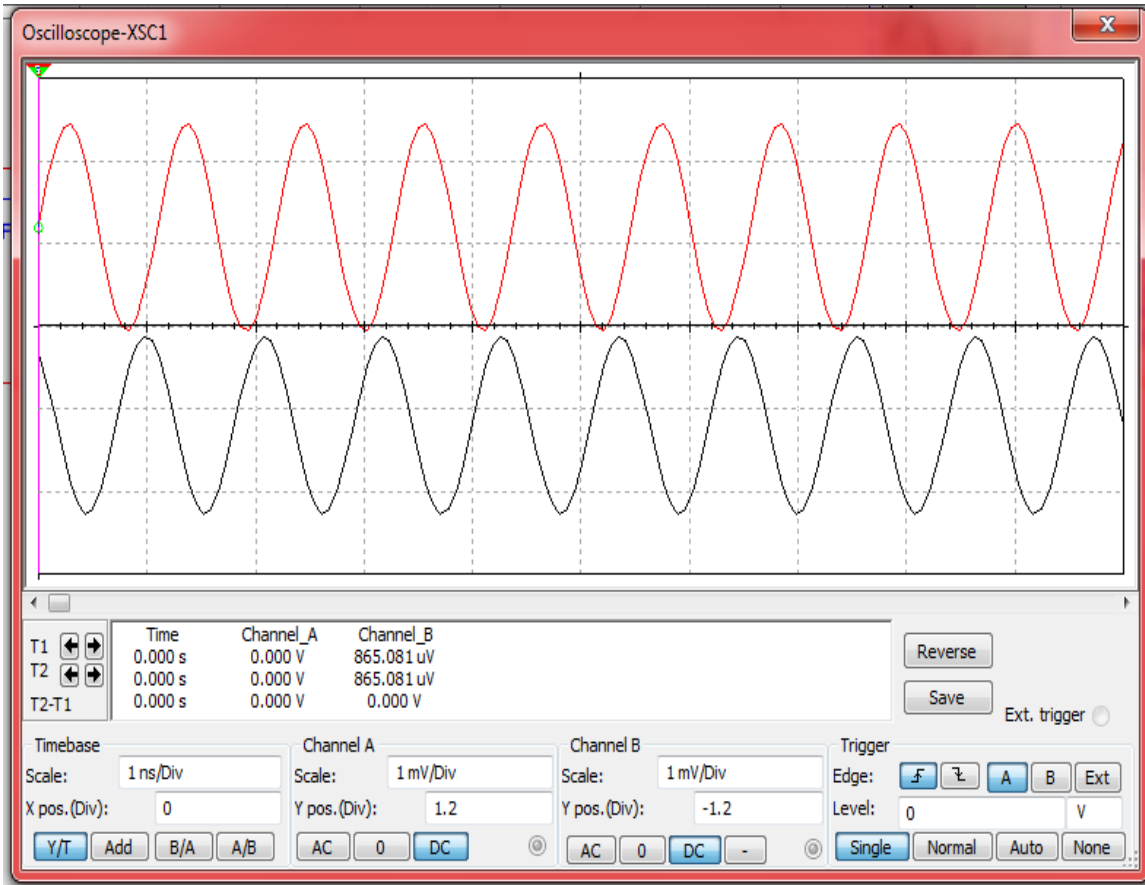 Oscilloscope-XSC1
X
T1
T2
T2-T1
Time Channel_A Channel_B
0.000 s 0.000 V 865.081 uV
0.000 s 0.000 V 865.081 uV
0.000 s 0.000 V 0.000 V
Reverse
Save
Ext. trigger
Timebase
Scale: 1 ns/Div
X pos.(Div): 0
Y/T Add B/A A/B
Channel A
Scale: 1 mV/Div
Y pos.(Div): 1.2
AC 0 DC
Channel B
Scale: 1 mV/Div
Y pos.(Div): -1.2
AC 0 DC -
Trigger
Edge: A B Ext
Level: 0 V
Single Normal Auto None